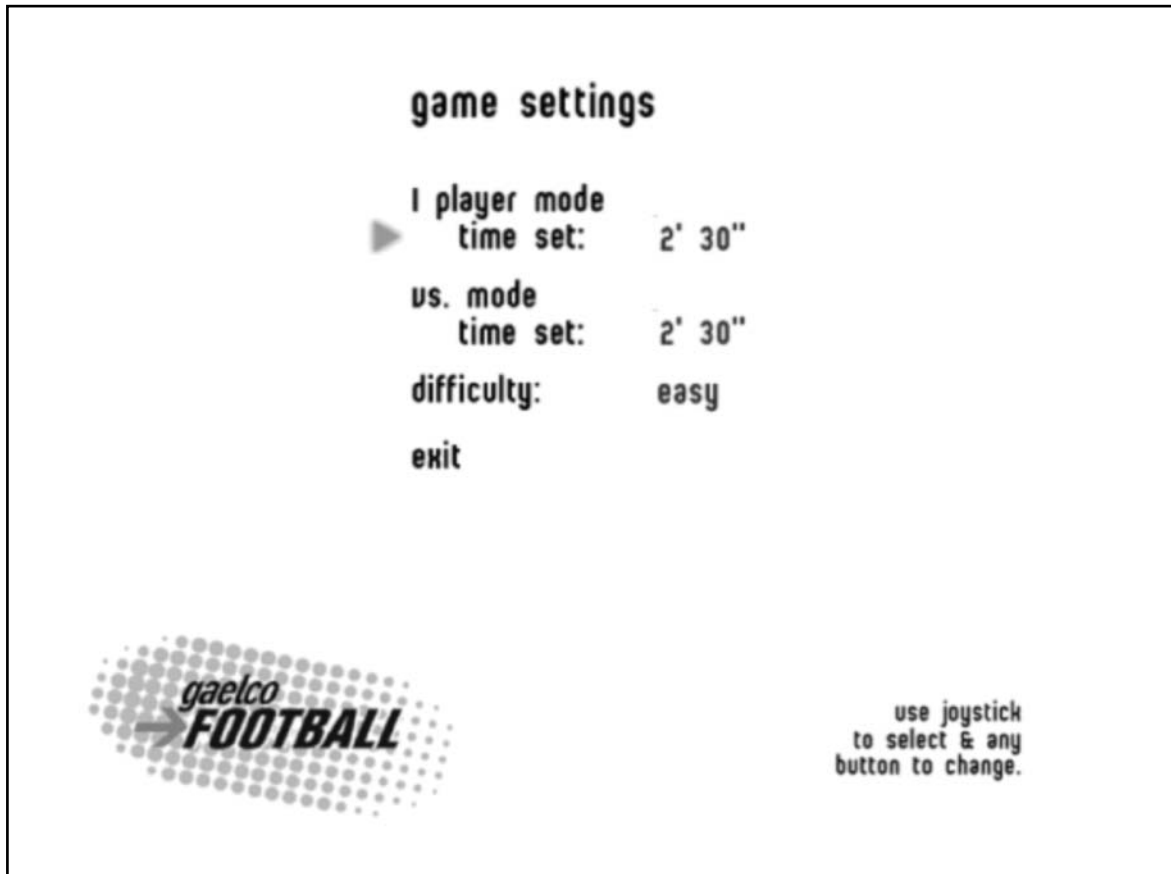 game settings
1 player mode
time set: 2' 30"
vs. mode
time set: 2' 30"
difficulty: easy
exit
gaelco
FOOTBALL
use joystick
to select & any
button to change.